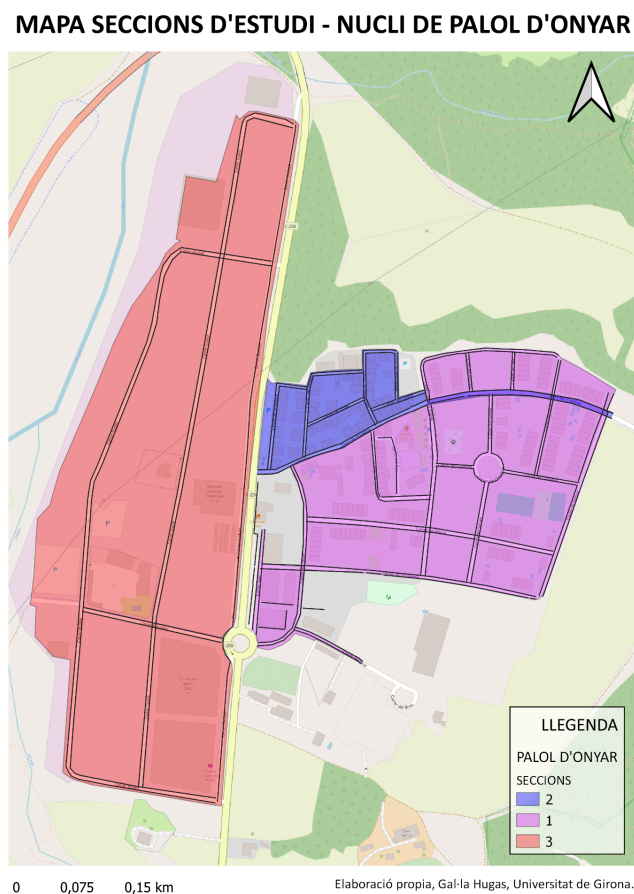 MAPA SECCIONS D'ESTUDI - NUCLI DE PALOL D'ONYAR
P
P
P
P
LLEGENDA
PALOL D'ONYAR
SECCIONS
2
1
3
0 0,075 0,15 km
Elaboració propia, Gal·la Hugas, Universitat de Girona.